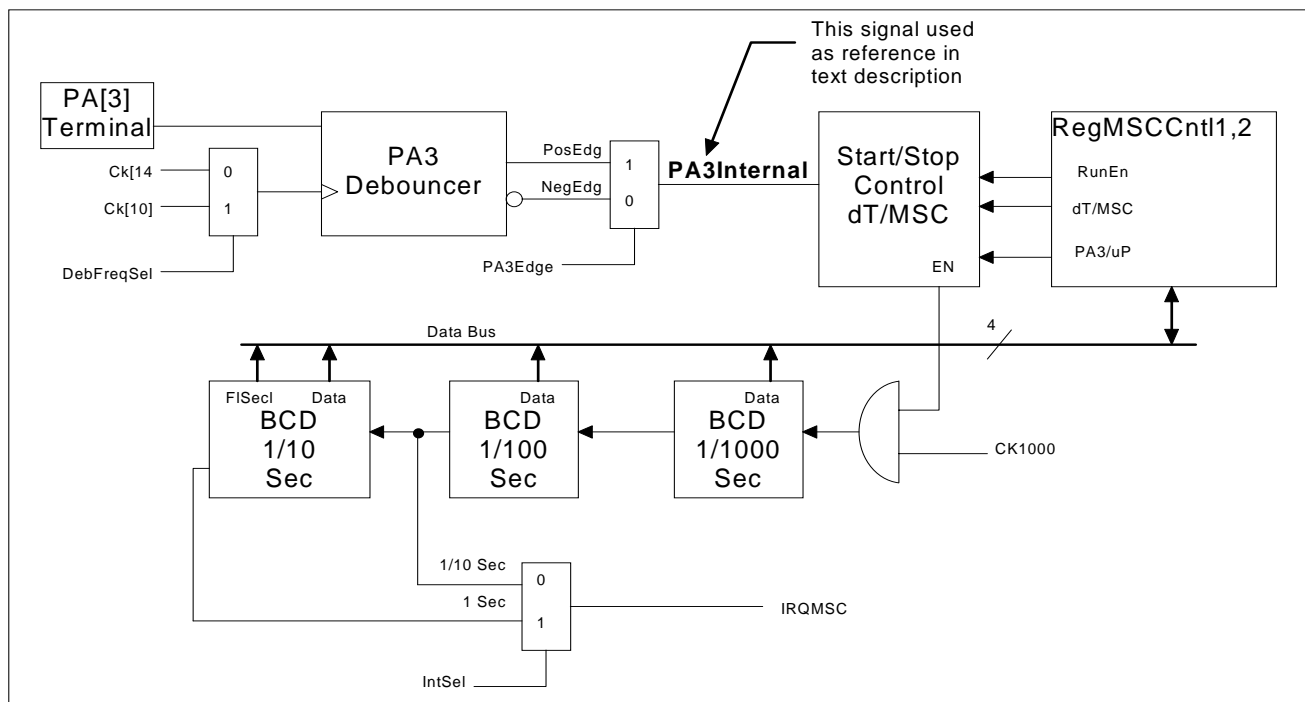 This signal used
as reference in
text description
PA[3]
Terminal
Ck[14
Ck[10]
0
1
DebFreqSel
PA3
Debouncer
PosEdg
NegEdg
1
0
PA3Edge
PA3Internal
Start/Stop
Control
dT/MSC
EN
RegMSCCntl1,2
RunEn
dT/MSC
PA3/uP
Data Bus
4
FlSecl
Data
BCD
1/10
Sec
Data
BCD
1/100
Sec
Data
BCD
1/1000
Sec
CK1000
1/10 Sec
1 Sec
0
1
IRQMSC
IntSel